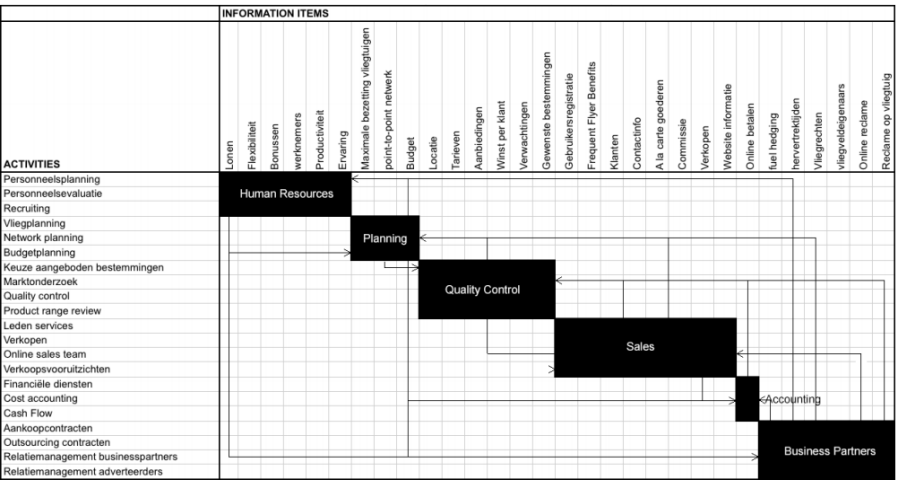 INFORMATION ITEMS
ACTIVITIES
Lonen
Flexibiliteit
Bonussen
werknemers
Productiviteit
Ervaring
Maximale bezetting vliegtuigen
point-to-point netwerk
Budget
Locatie
Tarieven
Aanbiedingen
Winst per klant
Verwachtingen
Gewenste bestemmingen
Gebruikersregistratie
Frequent Flyer Benefits
Klanten
Contactinfo
A la carte goederen
Commissie
Verkopen
Website informatie
Online betalen
fuel hedging
hervertrektijden
Vliegrechten
vliegveldeigenaars
Online reclame
Reclame op vliegtuig
Personneelsplanning
Personneelsevaluatie
Recruiting
Vliegplanning
Network planning
Budgetplanning
Keuze aangeboden bestemmingen
Marktonderzoek
Quality control
Product range review
Leden services
Verkopen
Online sales team
Verkoopsvooruitzichten
Financiële diensten
Cost accounting
Cash Flow
Aankoopcontracten
Outsourcing contracten
Relatiemanagement businesspartners
Relatiemanagement adverteerders
Human Resources
Planning
Quality Control
Sales
Accounting
Business Partners